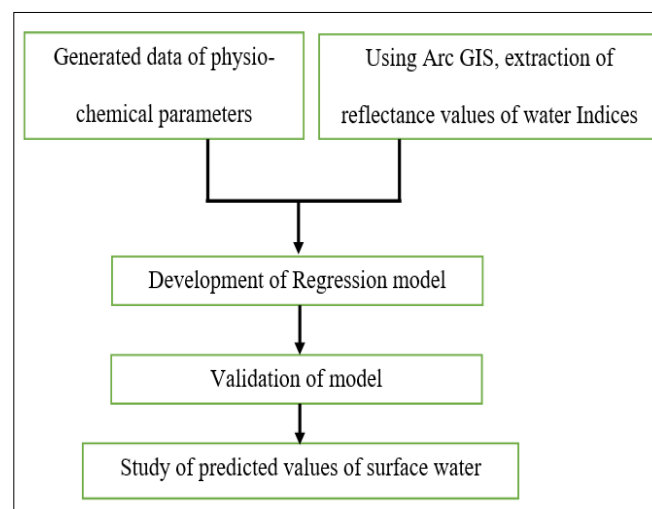 Generated data of physio-
chemical parameters
Using Arc GIS, extraction of
reflectance values of water Indices
Development of Regression model
Validation of model
Study of predicted values of surface water